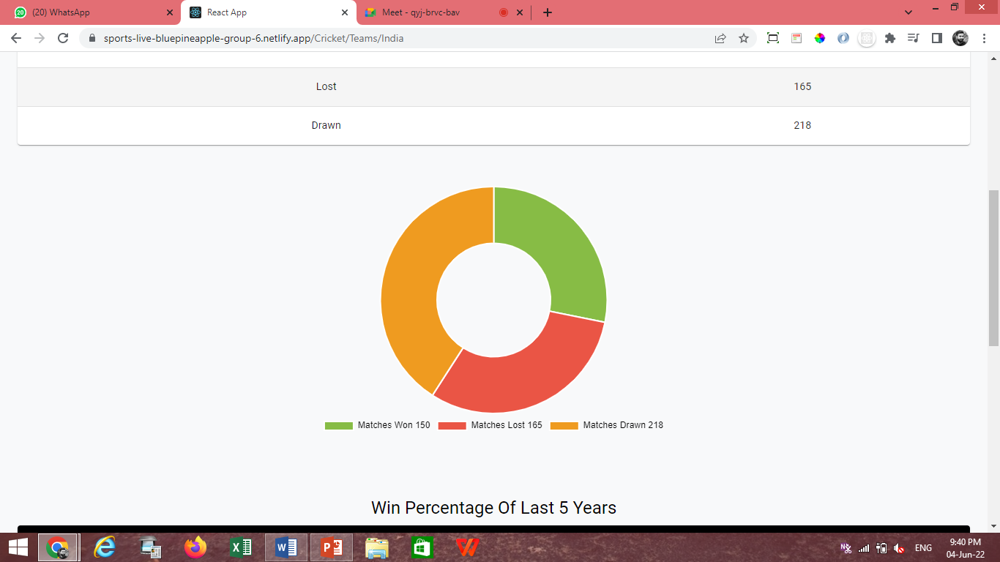 20 (20) WhatsApp
React App
Meet - qyj-brvc-bav
sports-live-bluepineapple-group-6.netlify.app/Cricket/Teams/India
Lost 165
Drawn 218
Matches Won 150 Matches Lost 165 Matches Drawn 218
Win Percentage Of Last 5 Years
ENG
9:40 PM
04-Jun-22